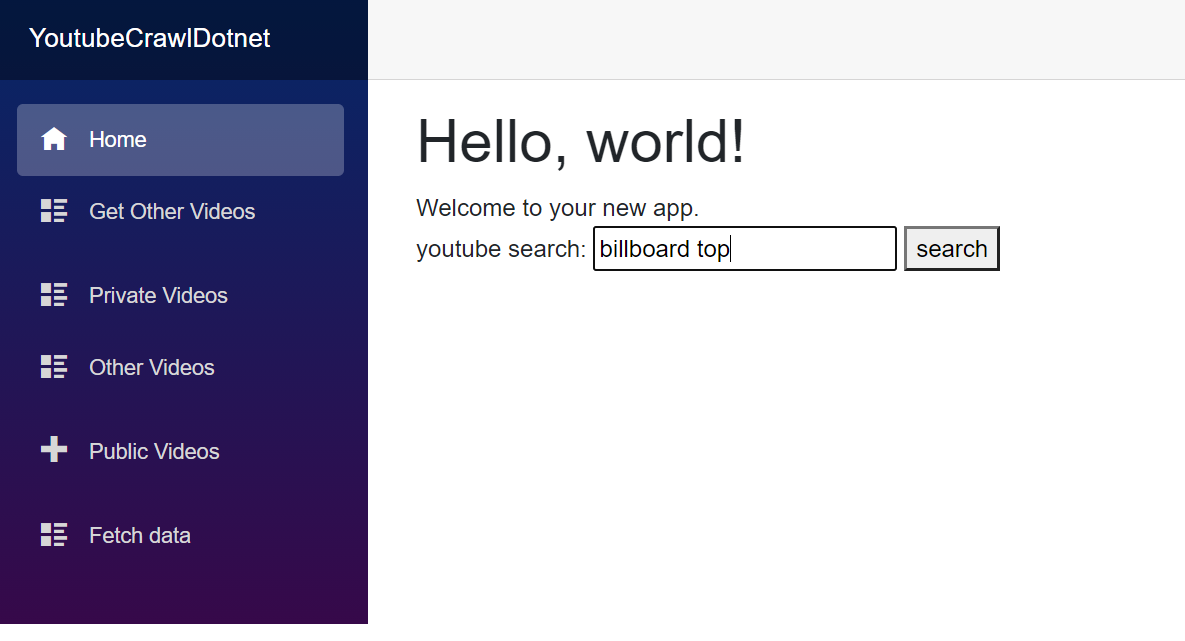 YoutubeCrawlDotnet
Home
Get Other Videos
Private Videos
Other Videos
Public Videos
Fetch data
Hello, world!
Welcome to your new app.
youtube search: billboard top search